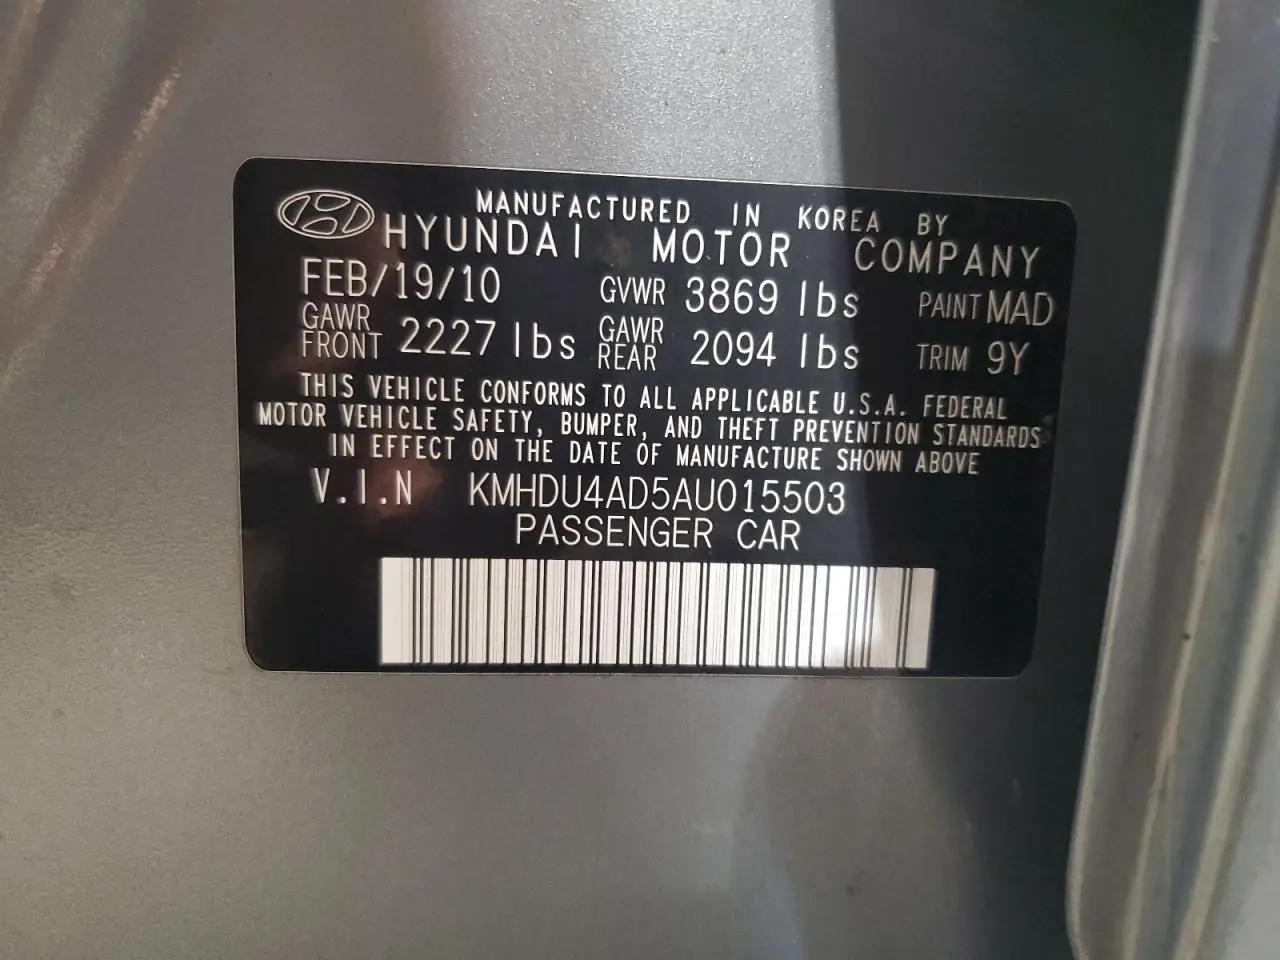 MANUFACTURED IN KOREA BY
HYUNDAI MOTOR COMPANY
FEB/19/10 GVWR 3869 lbs PAINT MAD
GAWR FRONT 2227 lbs GAWR REAR 2094 lbs TRIM 9Y
THIS VEHICLE CONFORMS TO ALL APPLICABLE U.S.A. FEDERAL
MOTOR VEHICLE SAFETY, BUMPER, AND THEFT PREVENTION STANDARDS
IN EFFECT ON THE DATE OF MANUFACTURE SHOWN ABOVE
V.I.N KMHDU4AD5AU015503
PASSENGER CAR